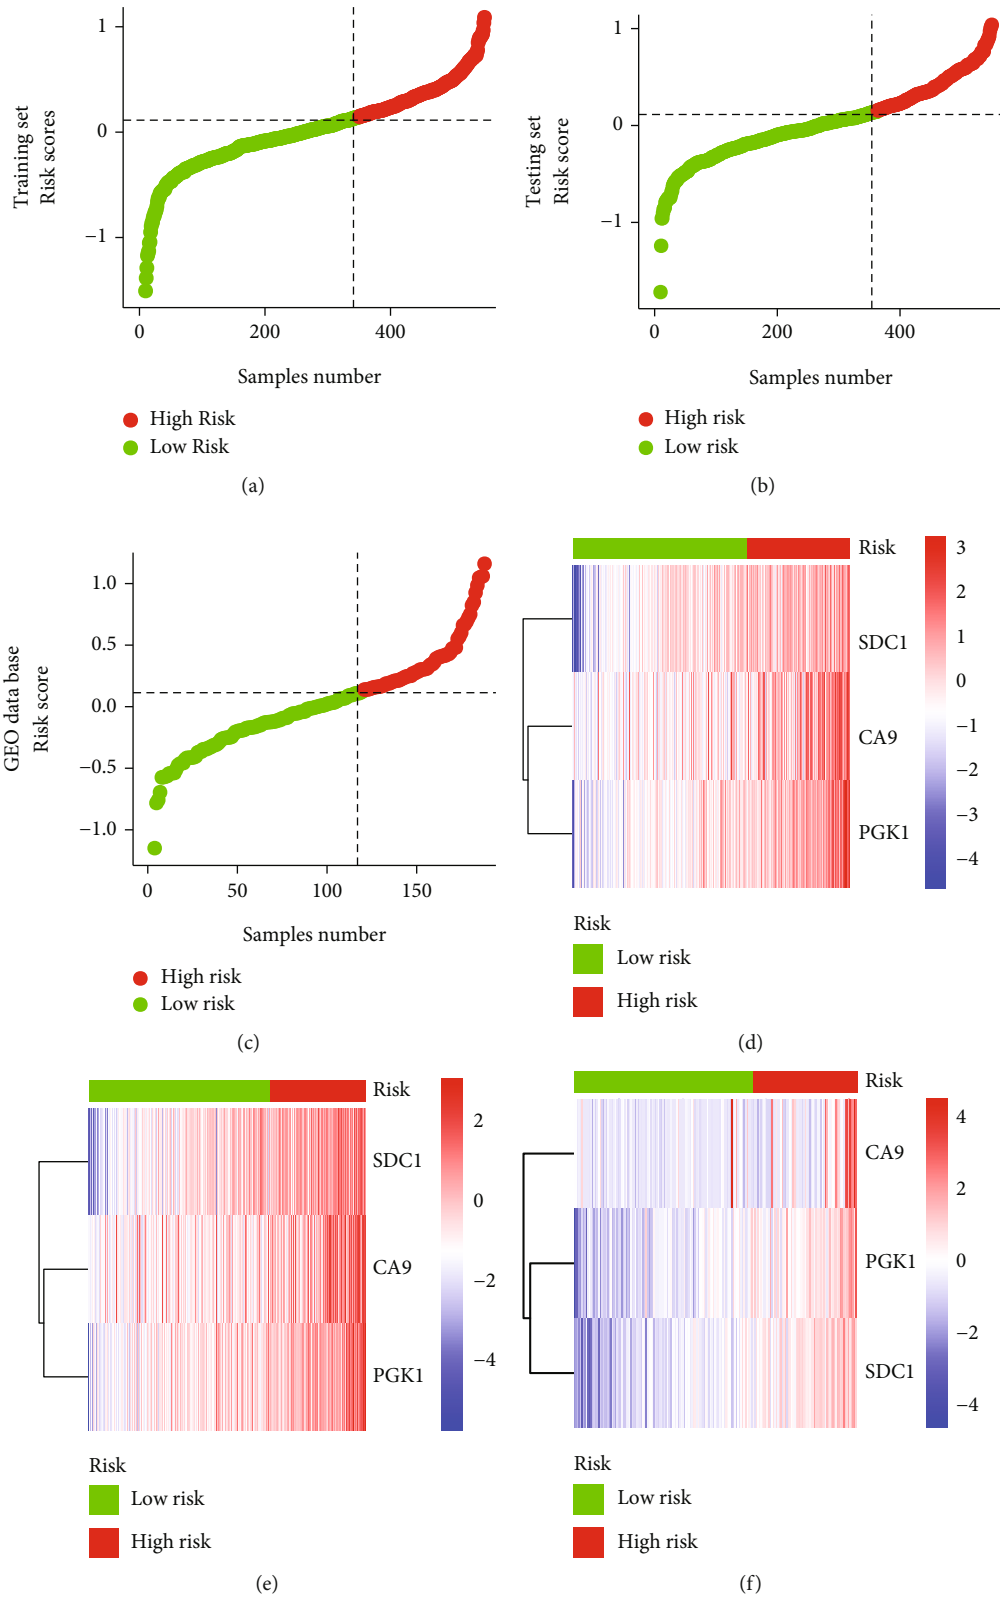 Training set
Risk scores
1
0
−1
0
200
400
Samples number
High Risk
Low Risk
(a)
Testing set
Risk score
1
0
−1
0
200
400
Samples number
High risk
Low risk
(b)
GEO data base
Risk score
1.0
0.5
0.0
−0.5
−1.0
0
50
100
150
Samples number
High risk
Low risk
(c)
Risk
SDC1
CA9
PGK1
3
2
1
0
−1
−2
−3
−4
Risk
Low risk
High risk
(d)
Risk
SDC1
CA9
PGK1
2
0
−2
−4
Risk
Low risk
High risk
(e)
Risk
CA9
PGK1
SDC1
4
2
0
−2
−4
Risk
Low risk
High risk
(f)